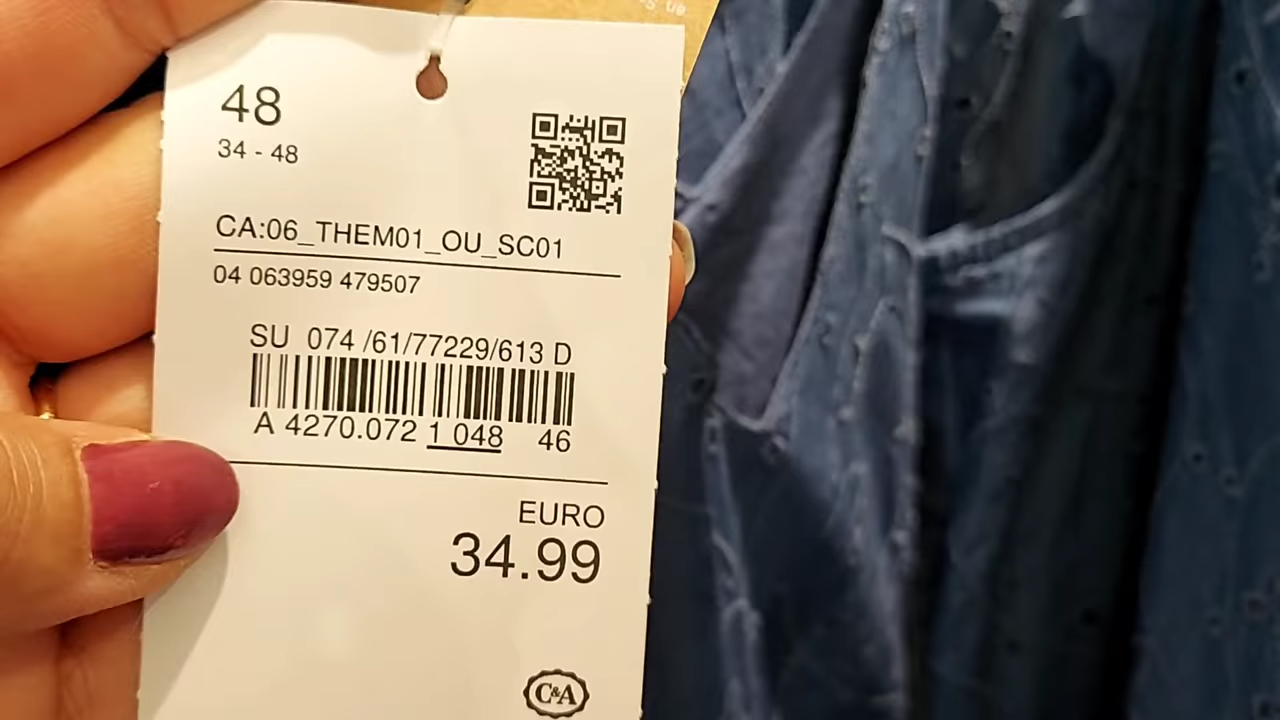 48
34 - 48
CA:06_THEM01_OU_SC01
04 063959 479507
SU 074 /61/77229/613 D
A 4270.072 1 048 46
EURO
34.99
C&A